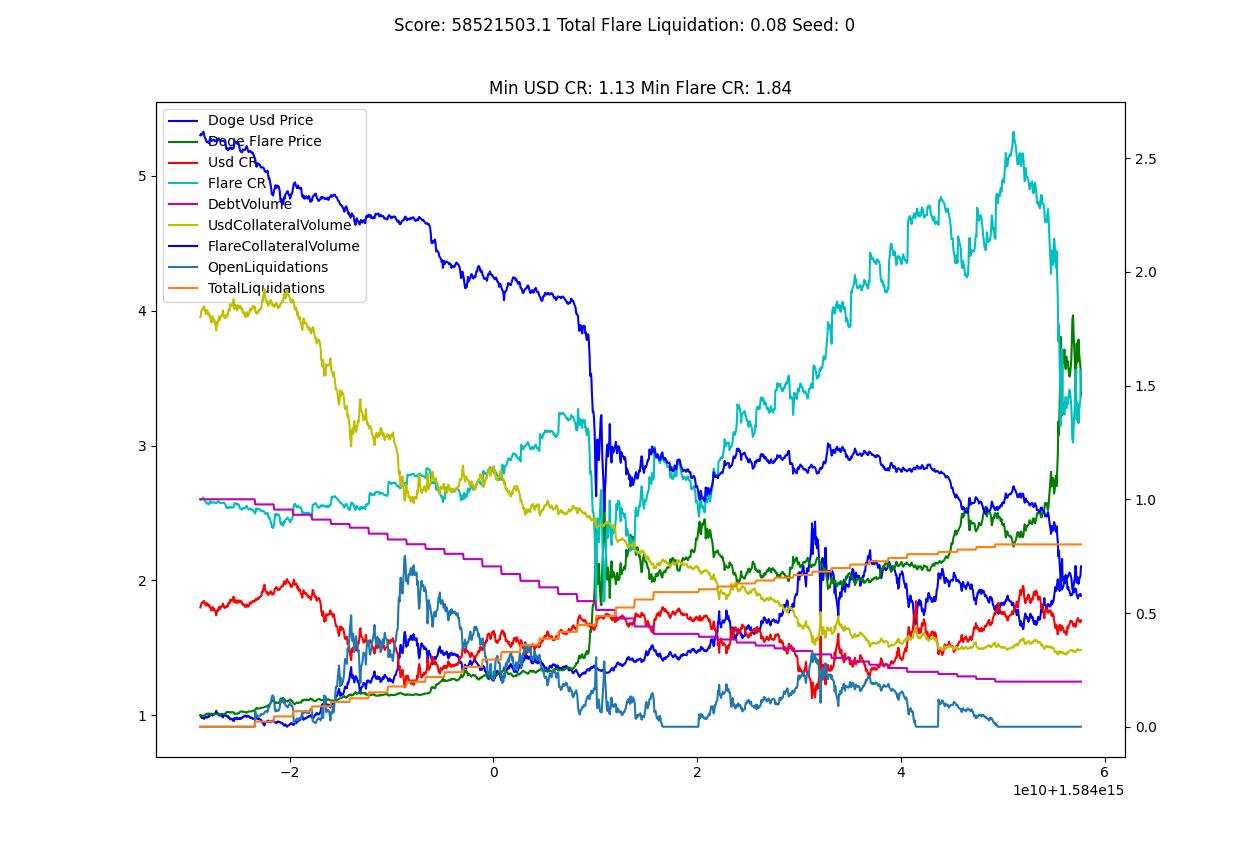 Score: 58521503.1 Total Flare Liquidation: 0.08 Seed: 0
Min USD CR: 1.13 Min Flare CR: 1.84
Doge Usd Price
Doge Flare Price
Usd CR
Flare CR
DebtVolume
UsdCollateralVolume
FlareCollateralVolume
OpenLiquidations
TotalLiquidations
5
4
3
2
1
2.5
2.0
1.5
1.0
0.5
0.0
−2
0
2
4
6
1e10+1.584e15